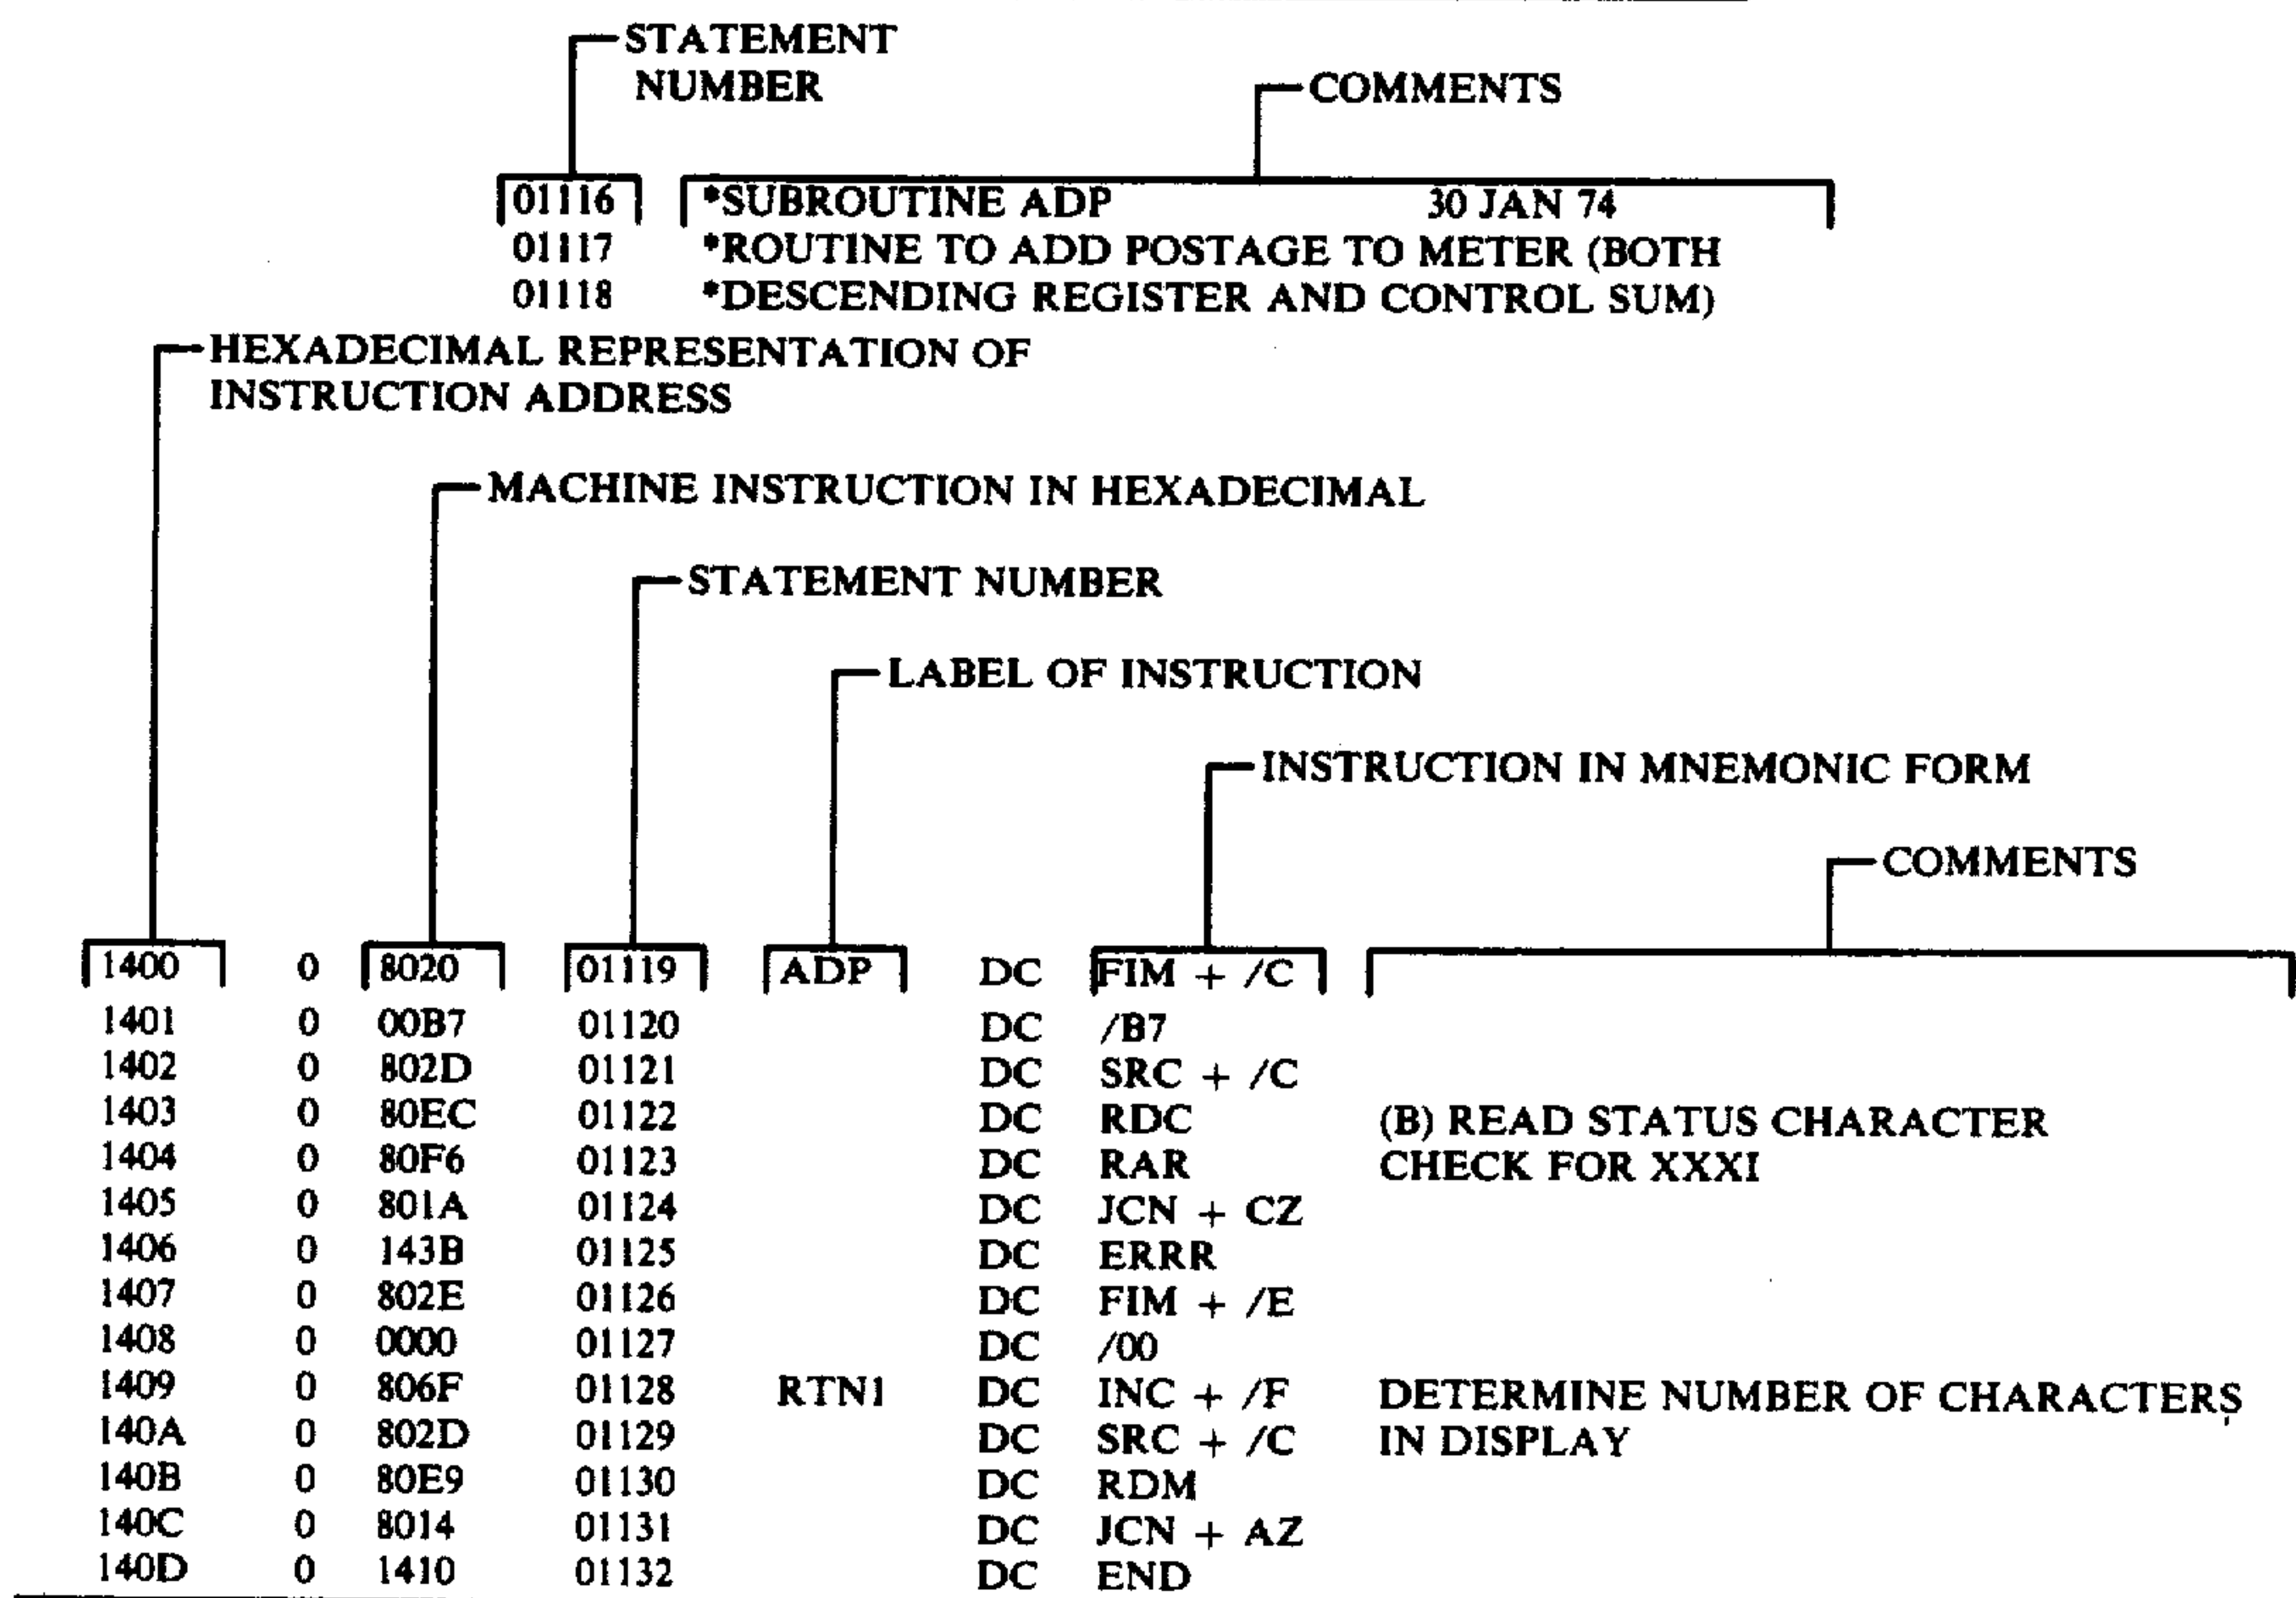 STATEMENT
NUMBER
COMMENTS
01116 *SUBROUTINE ADP 30 JAN 74
01117 *ROUTINE TO ADD POSTAGE TO METER (BOTH
01118 *DESCENDING REGISTER AND CONTROL SUM)
HEXADECIMAL REPRESENTATION OF
INSTRUCTION ADDRESS
MACHINE INSTRUCTION IN HEXADECIMAL
STATEMENT NUMBER
LABEL OF INSTRUCTION
INSTRUCTION IN MNEMONIC FORM
COMMENTS
1400 0 8020 01119 ADP DC FIM + /C
1401 0 00B7 01120 DC /B7
1402 0 802D 01121 DC SRC + /C
1403 0 80EC 01122 DC RDC (B) READ STATUS CHARACTER
1404 0 80F6 01123 DC RAR CHECK FOR XXXI
1405 0 801A 01124 DC JCN + CZ
1406 0 143B 01125 DC ERRR
1407 0 802E 01126 DC FIM + /E
1408 0 0000 01127 DC /00
1409 0 806F 01128 RTN1 DC INC + /F DETERMINE NUMBER OF CHARACTERS
140A 0 802D 01129 DC SRC + /C IN DISPLAY
140B 0 80E9 01130 DC RDM
140C 0 8014 01131 DC JCN + AZ
140D 0 1410 01132 DC END